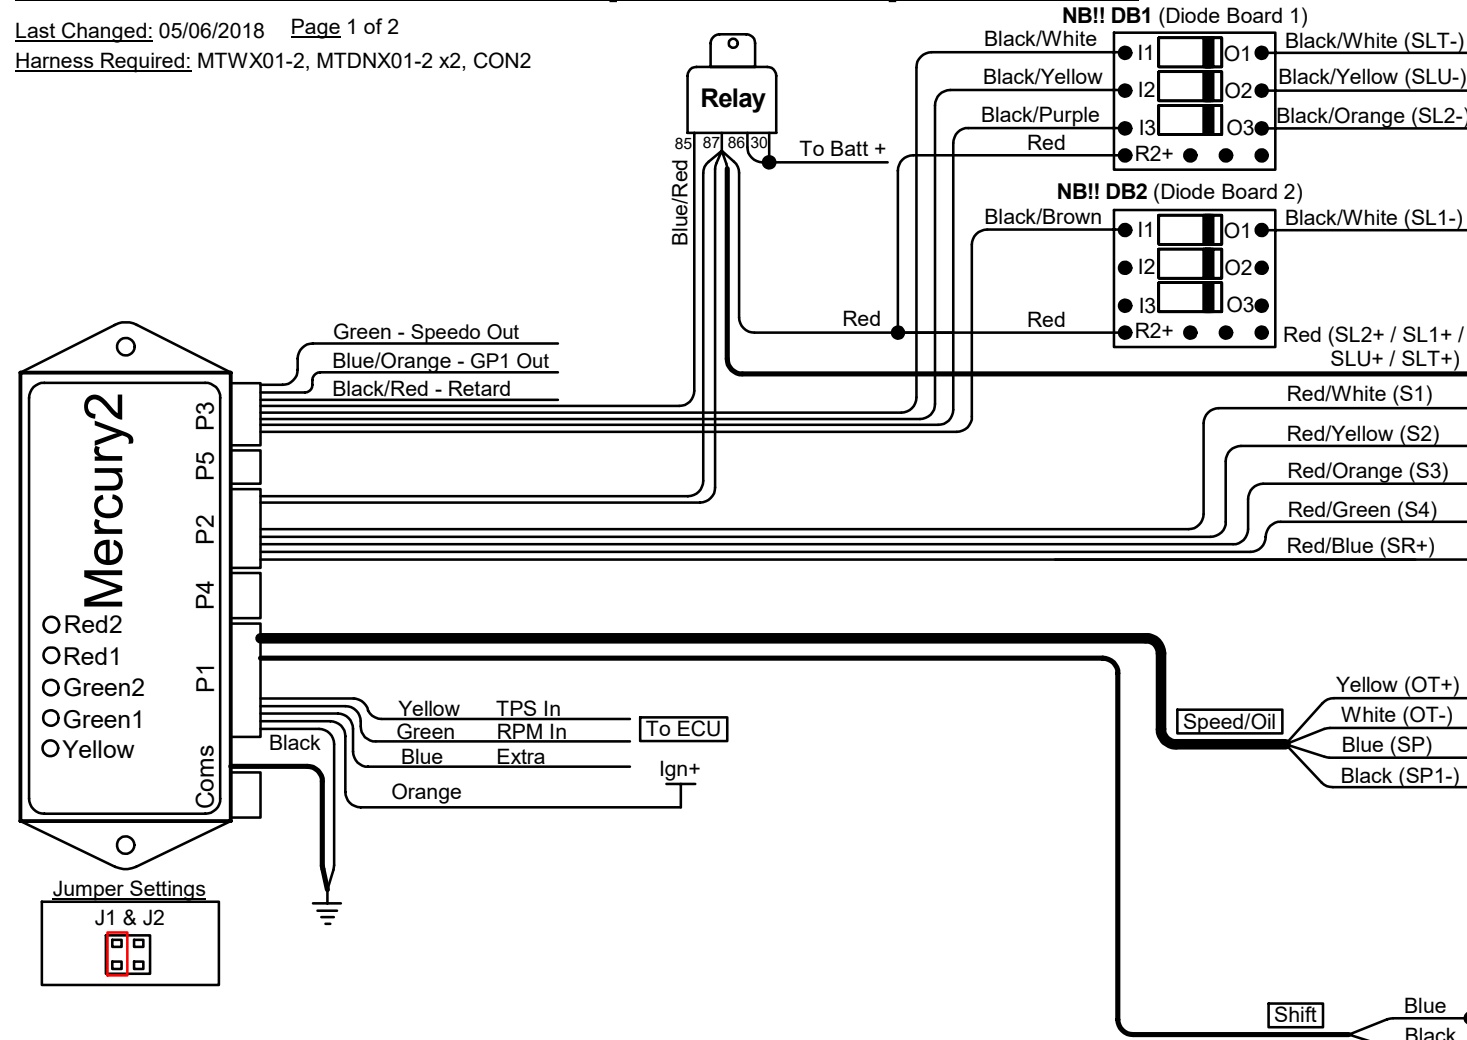 Last Changed: 05/06/2018 Page 1 of 2
Harness Required: MTWX01-2, MTDNX01-2 x2, CON2
Relay
85
87
86
30
To Batt +
Blue/Red
NB!! DB1 (Diode Board 1)
Black/White
I1
O1
Black/White (SLT-)
Black/Yellow
I2
O2
Black/Yellow (SLU-)
Black/Purple
I3
O3
Black/Orange (SL2-)
Red
R2+
NB!! DB2 (Diode Board 2)
Black/Brown
I1
O1
Black/White (SL1-)
I2
O2
I3
O3
Red
Red
R2+
Red (SL2+ / SL1+ /
SLU+ / SLT+)
Green - Speedo Out
Blue/Orange - GP1 Out
Black/Red - Retard
Red/White (S1)
Red/Yellow (S2)
Red/Orange (S3)
Red/Green (S4)
Red/Blue (SR+)
Mercury2
P3
P5
P2
P4
P1
Coms
Red2
Red1
Green2
Green1
Yellow
Black
Yellow TPS In
Green RPM In
Blue Extra
To ECU
Orange
Ign+
Speed/Oil
Yellow (OT+)
White (OT-)
Blue (SP)
Black (SP1-)
Jumper Settings
J1 & J2
Shift
Blue
Black